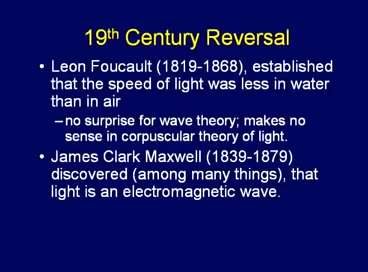 19th Century Reversal
• Leon Foucault (1819-1868), established
that the speed of light was less in water
than in air
– no surprise for wave theory; makes no
sense in corpuscular theory of light.
• James Clark Maxwell (1839-1879)
discovered (among many things), that
light is an electromagnetic wave.